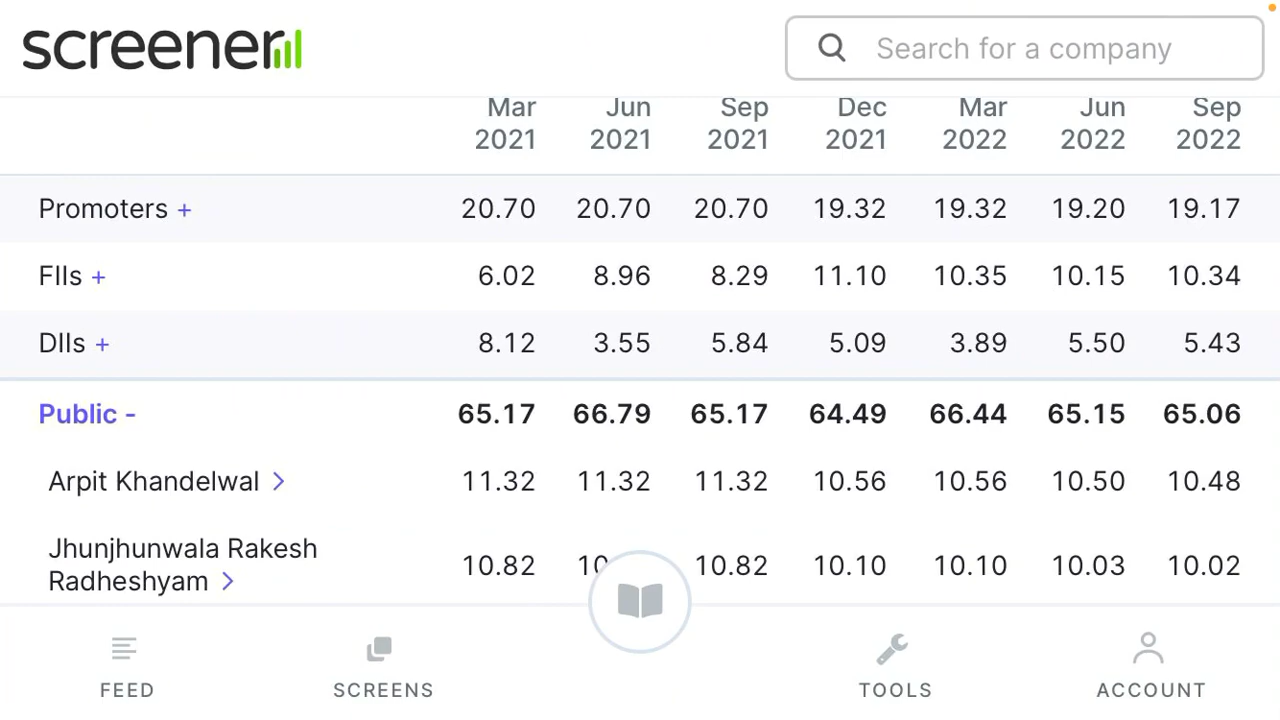 screener
Search for a company
Mar 2021 Jun 2021 Sep 2021 Dec 2021 Mar 2022 Jun 2022 Sep 2022
Promoters + 20.70 20.70 20.70 19.32 19.32 19.20 19.17
FIIs + 6.02 8.96 8.29 11.10 10.35 10.15 10.34
DIIs + 8.12 3.55 5.84 5.09 3.89 5.50 5.43
Public - 65.17 66.79 65.17 64.49 66.44 65.15 65.06
Arpit Khandelwal > 11.32 11.32 11.32 10.56 10.56 10.50 10.48
Jhunjhunwala Rakesh
Radheshyam > 10.82 10.82 10.10 10.10 10.03 10.02
FEED SCREENS TOOLS ACCOUNT